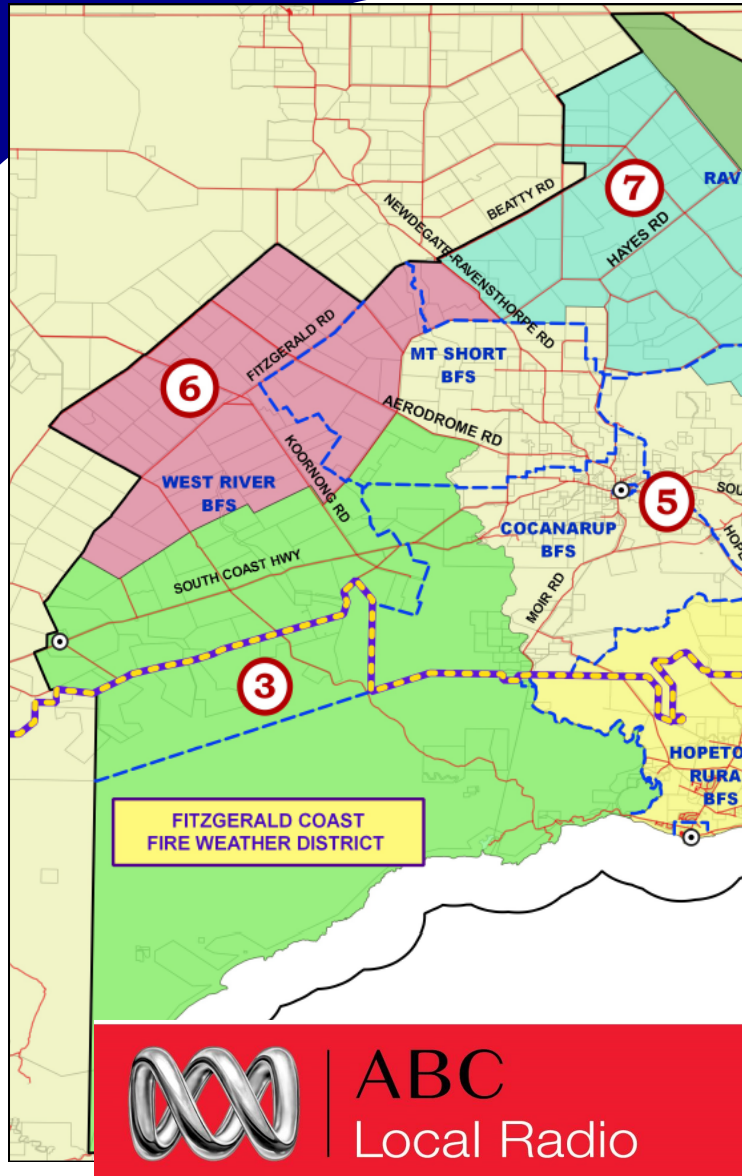 7
RAV
BEATTY RD
NEWDEGATE-RAVENSTHORPE RD
HAYES RD
FITZGERALD RD
MT SHORT
BFS
6
AERODROME RD
KOORNONG RD
WEST RIVER
BFS
5
SOU
COCANARUP
BFS
HOPE
SOUTH COAST HWY
MOIR RD
3
HOPETO
RURA
BFS
FITZGERALD COAST
FIRE WEATHER DISTRICT
ABC
Local Radio